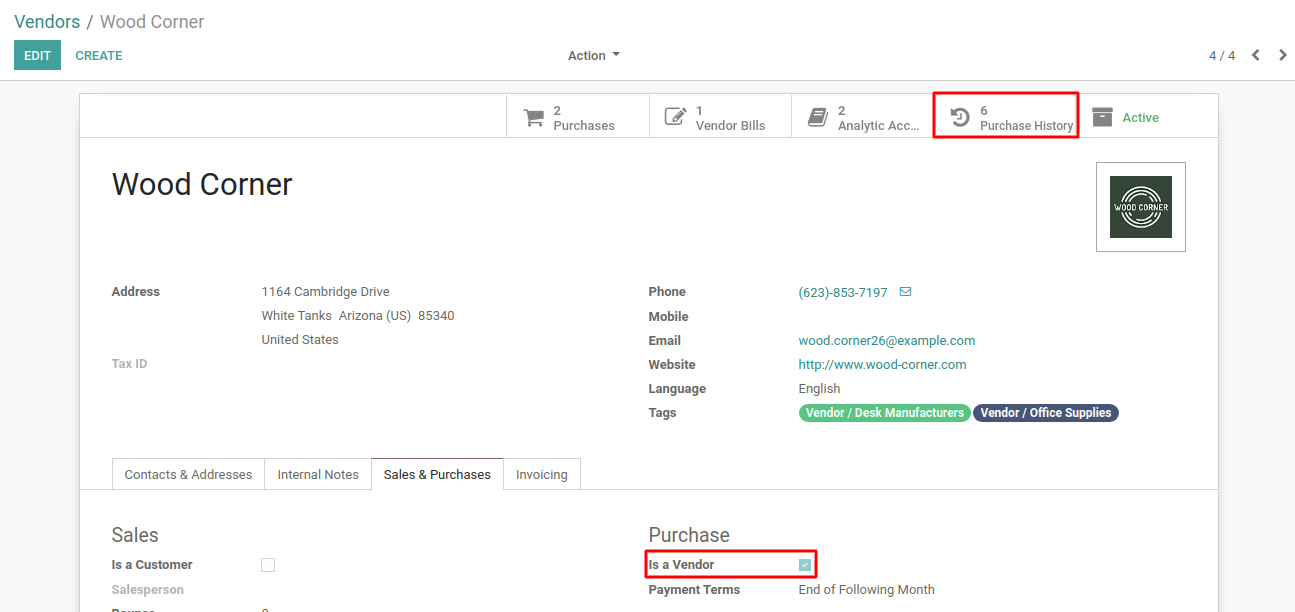 Vendors / Wood Corner
EDIT CREATE Action 4 / 4
2 Purchases
1 Vendor Bills
2 Analytic Acc...
6 Purchase History
Active
Wood Corner
WOOD CORNER
Address 1164 Cambridge Drive
White Tanks Arizona (US) 85340
United States
Tax ID
Phone (623)-853-7197
Mobile
Email wood.corner26@example.com
Website http://www.wood-corner.com
Language English
Tags Vendor / Desk Manufacturers Vendor / Office Supplies
Contacts & Addresses Internal Notes Sales & Purchases Invoicing
Sales
Is a Customer
Salesperson
Purchase
Is a Vendor
Payment Terms End of Following Month